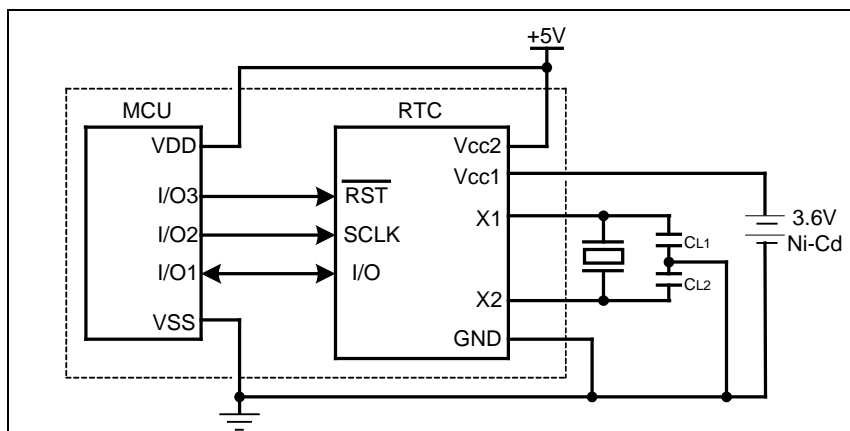 +5V
MCU
RTC
VDD
Vcc2
Vcc1
I/O3
RST
X1
3.6V
Ni-Cd
I/O2
SCLK
CL1
I/O1
I/O
CL2
X2
VSS
GND